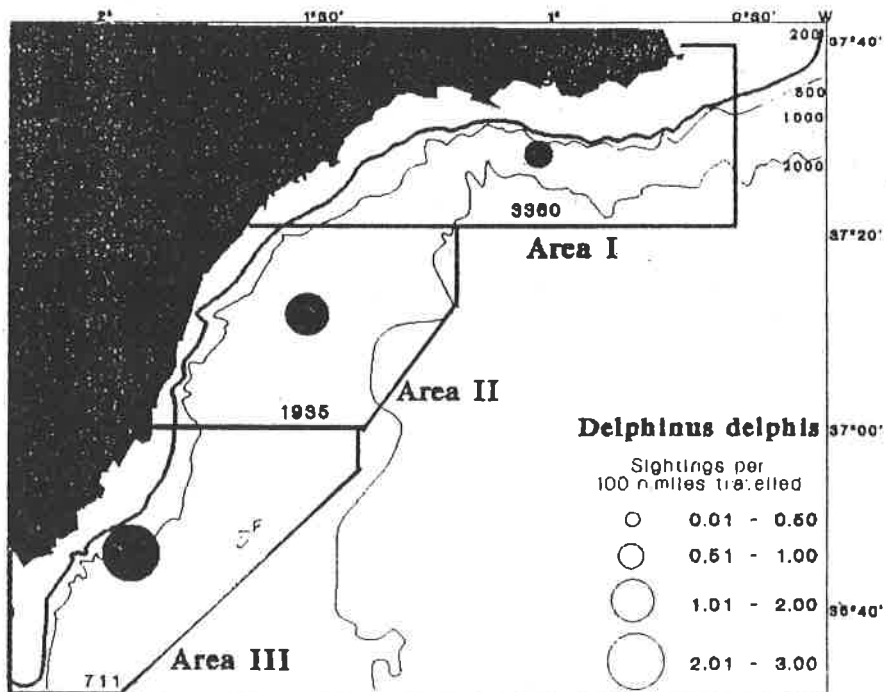 2° 1°30' 1° 0°30' W
200
37°40'
500
1000
2000
3360
37°20'
Area I
Area II
1935
37°00'
Delphinus delphis
Sightings per
100 n.miles travelled
0.01 - 0.50
0.51 - 1.00
1.01 - 2.00
36°40'
Area III
2.01 - 3.00
711